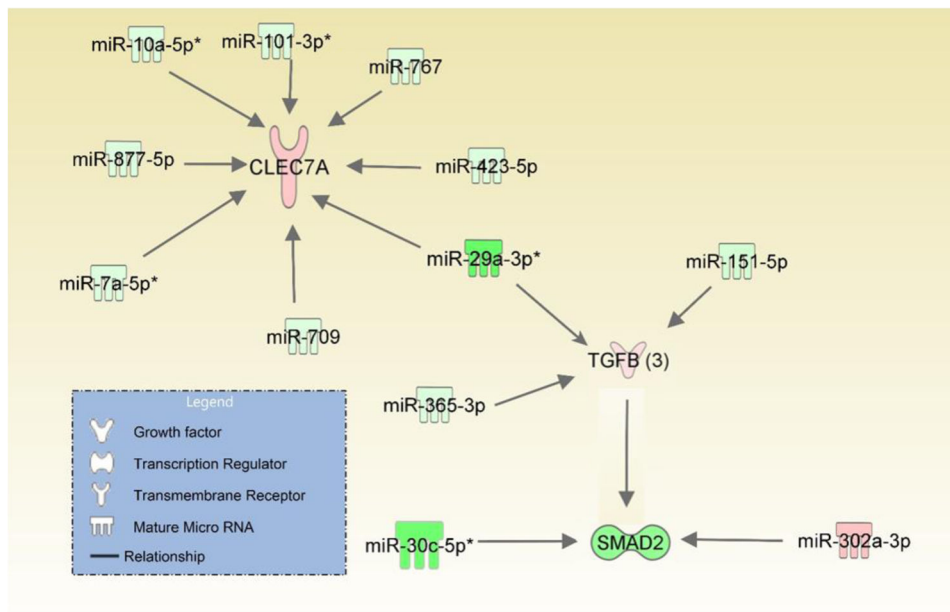 miR-10a-5p*
miR-101-3p*
miR-767
miR-877-5p
CLEC7A
miR-423-5p
miR-7a-5p*
miR-29a-3p*
miR-151-5p
miR-709
TGFB (3)
miR-365-3p
Legend
Growth factor
Transcription Regulator
Transmembrane Receptor
Mature Micro RNA
Relationship
miR-30c-5p*
SMAD2
miR-302a-3p